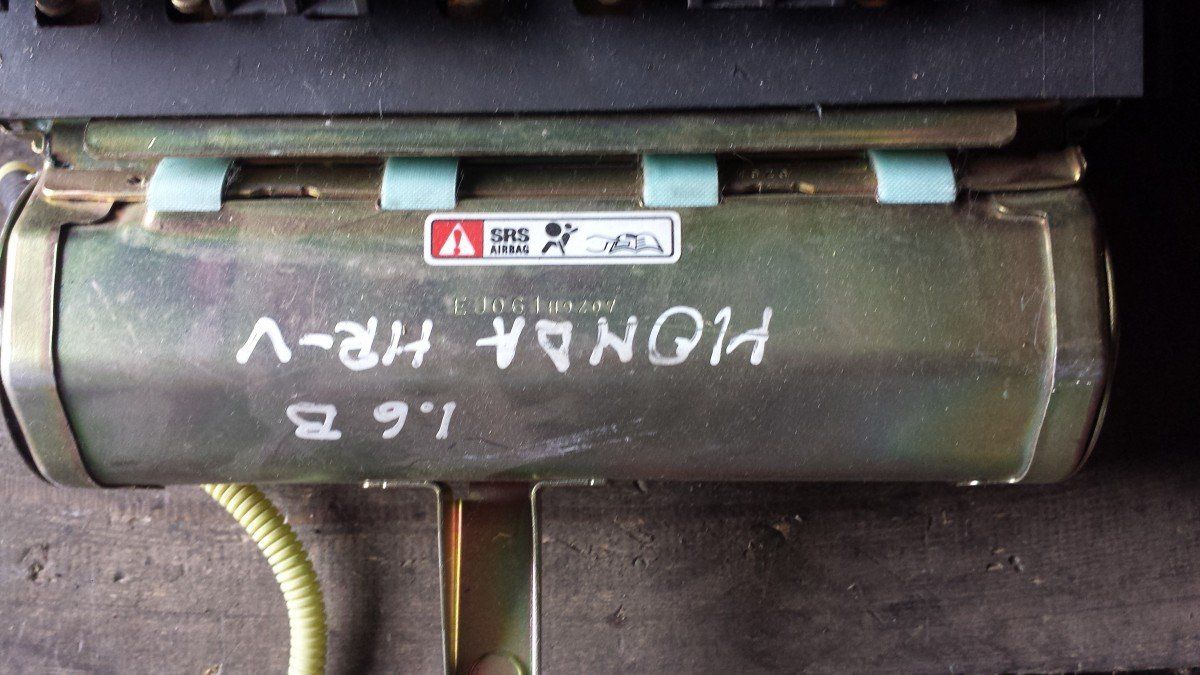 SRS
AIRBAG
HONDA HR-V
1.6 B